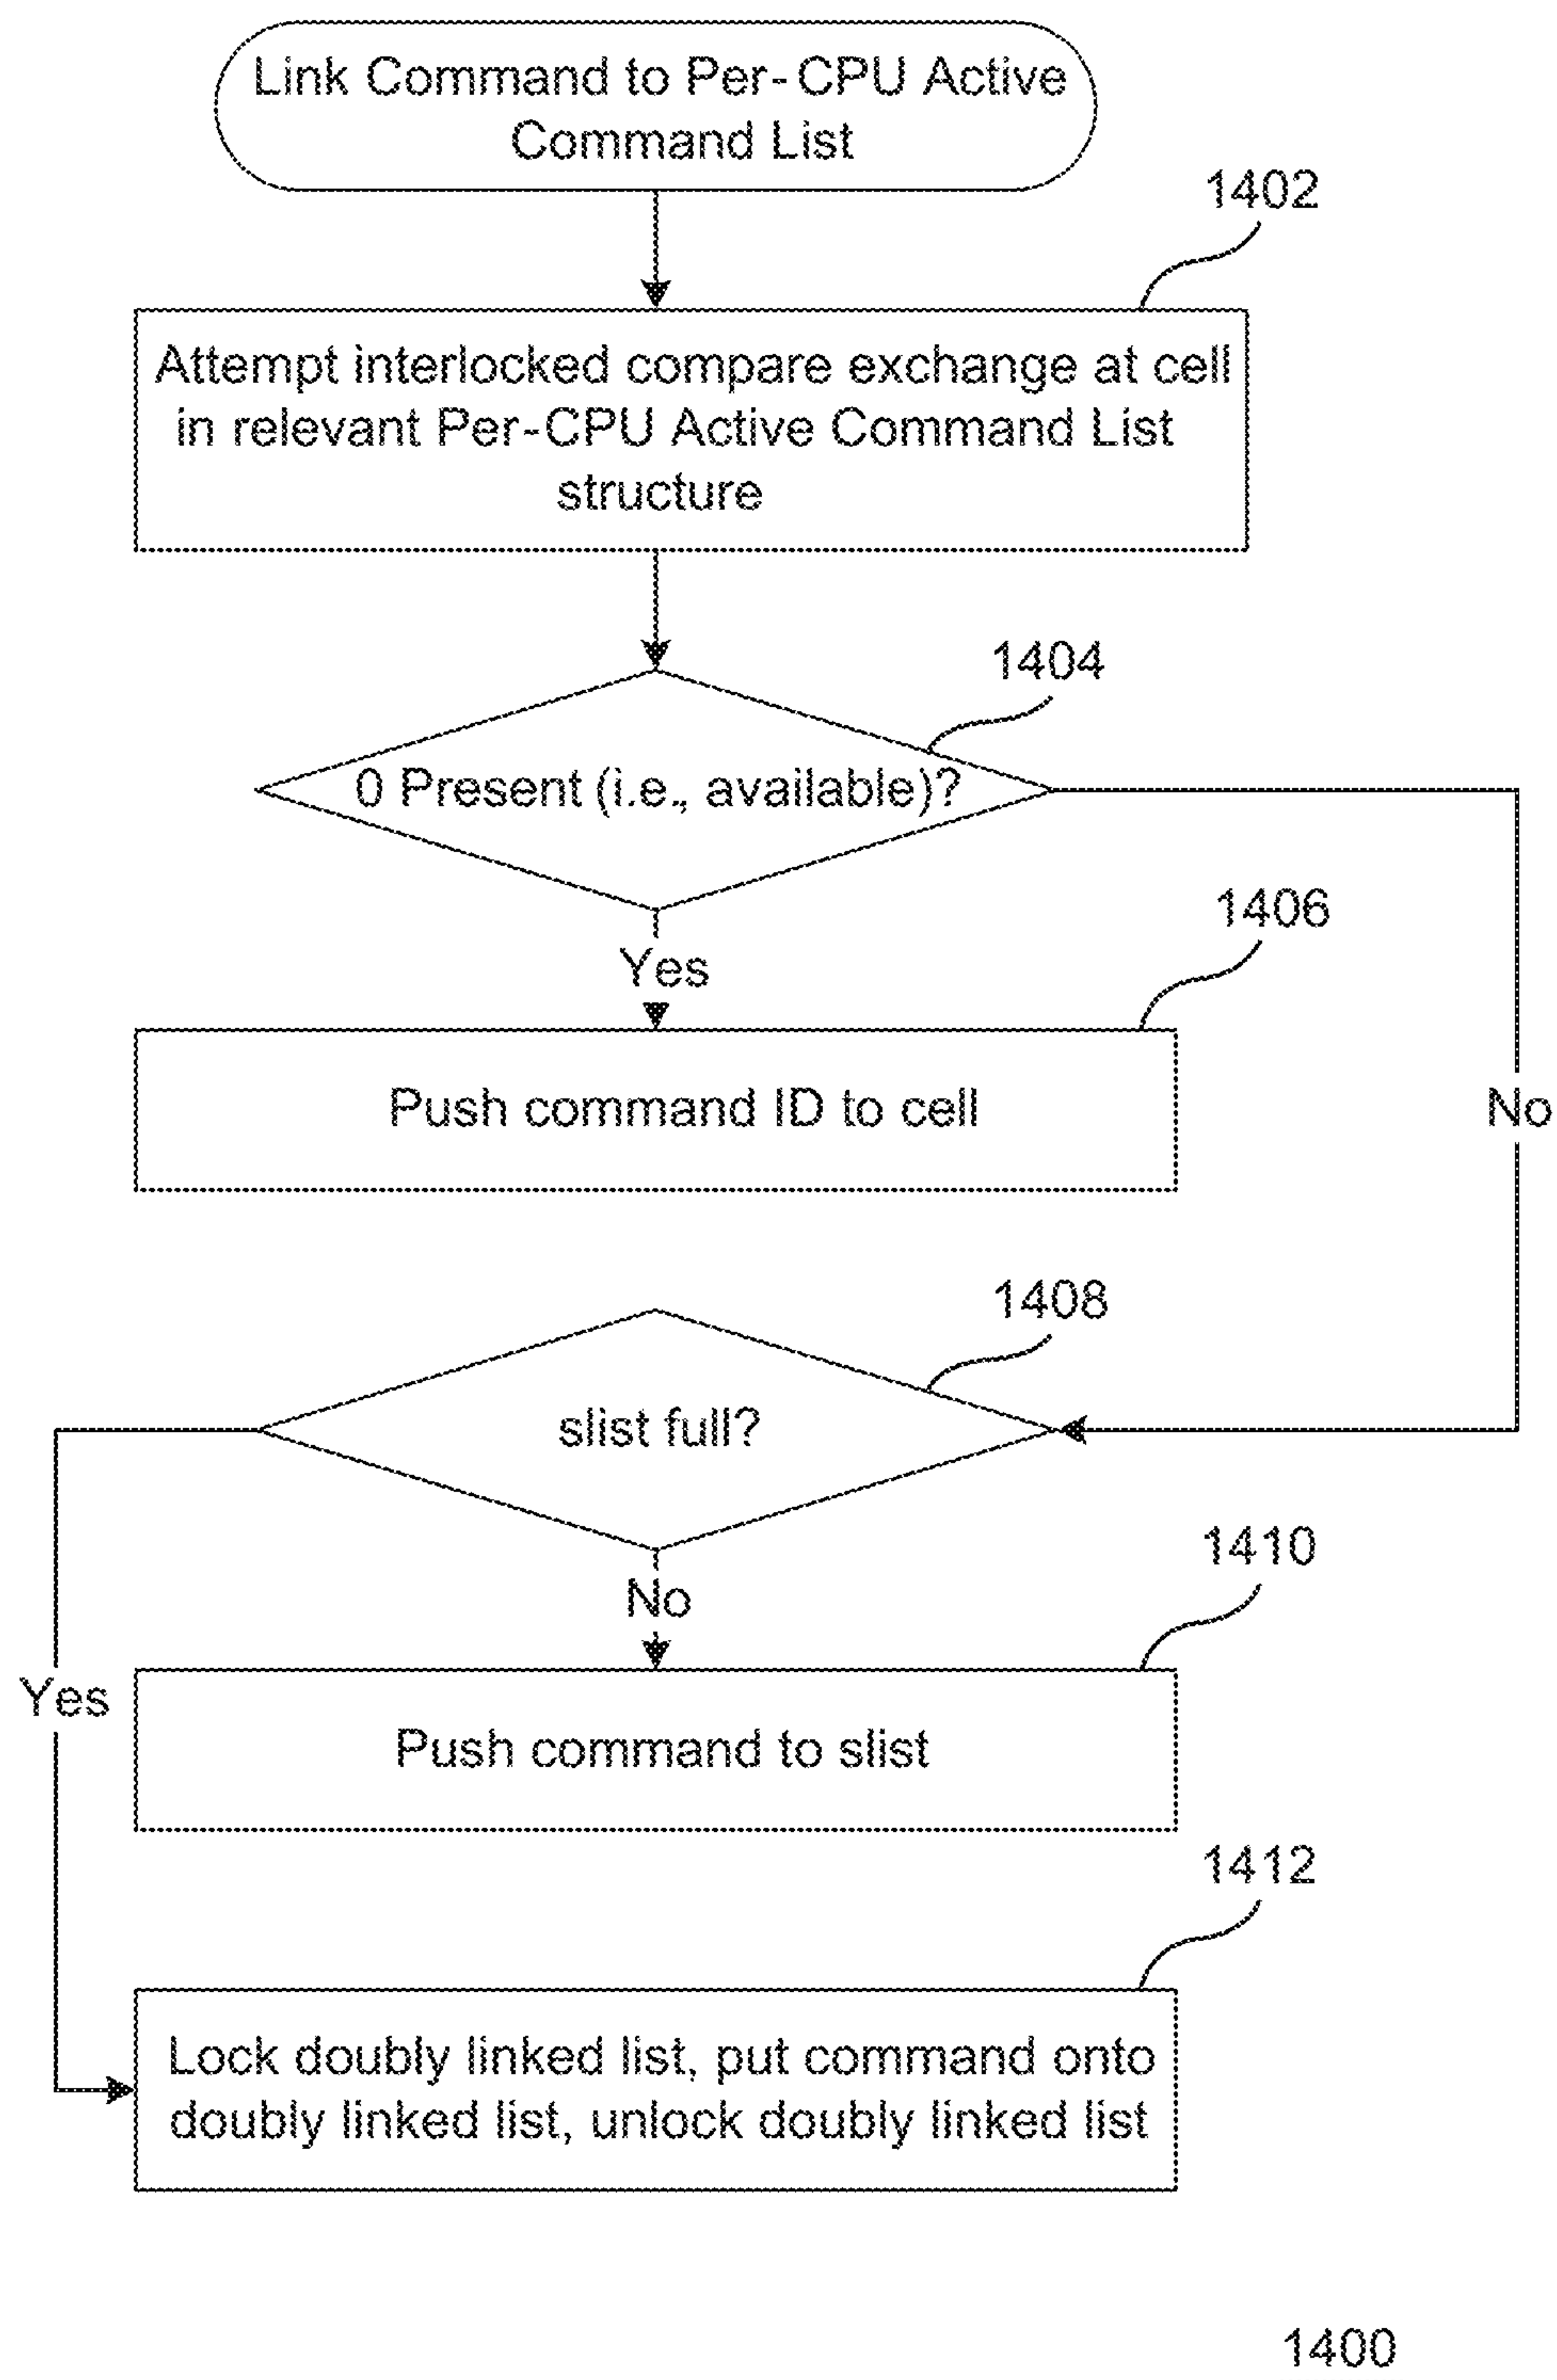 Link Command to Per-CPU Active
Command List
1402
Attempt interlocked compare exchange at cell
in relevant Per-CPU Active Command List
structure
1404
0 Present (i.e., available)?
1406
Yes
Push command ID to cell
No
1408
slist full?
1410
No
Yes
Push command to slist
1412
Lock doubly linked list, put command onto
doubly linked list, unlock doubly linked list
1400